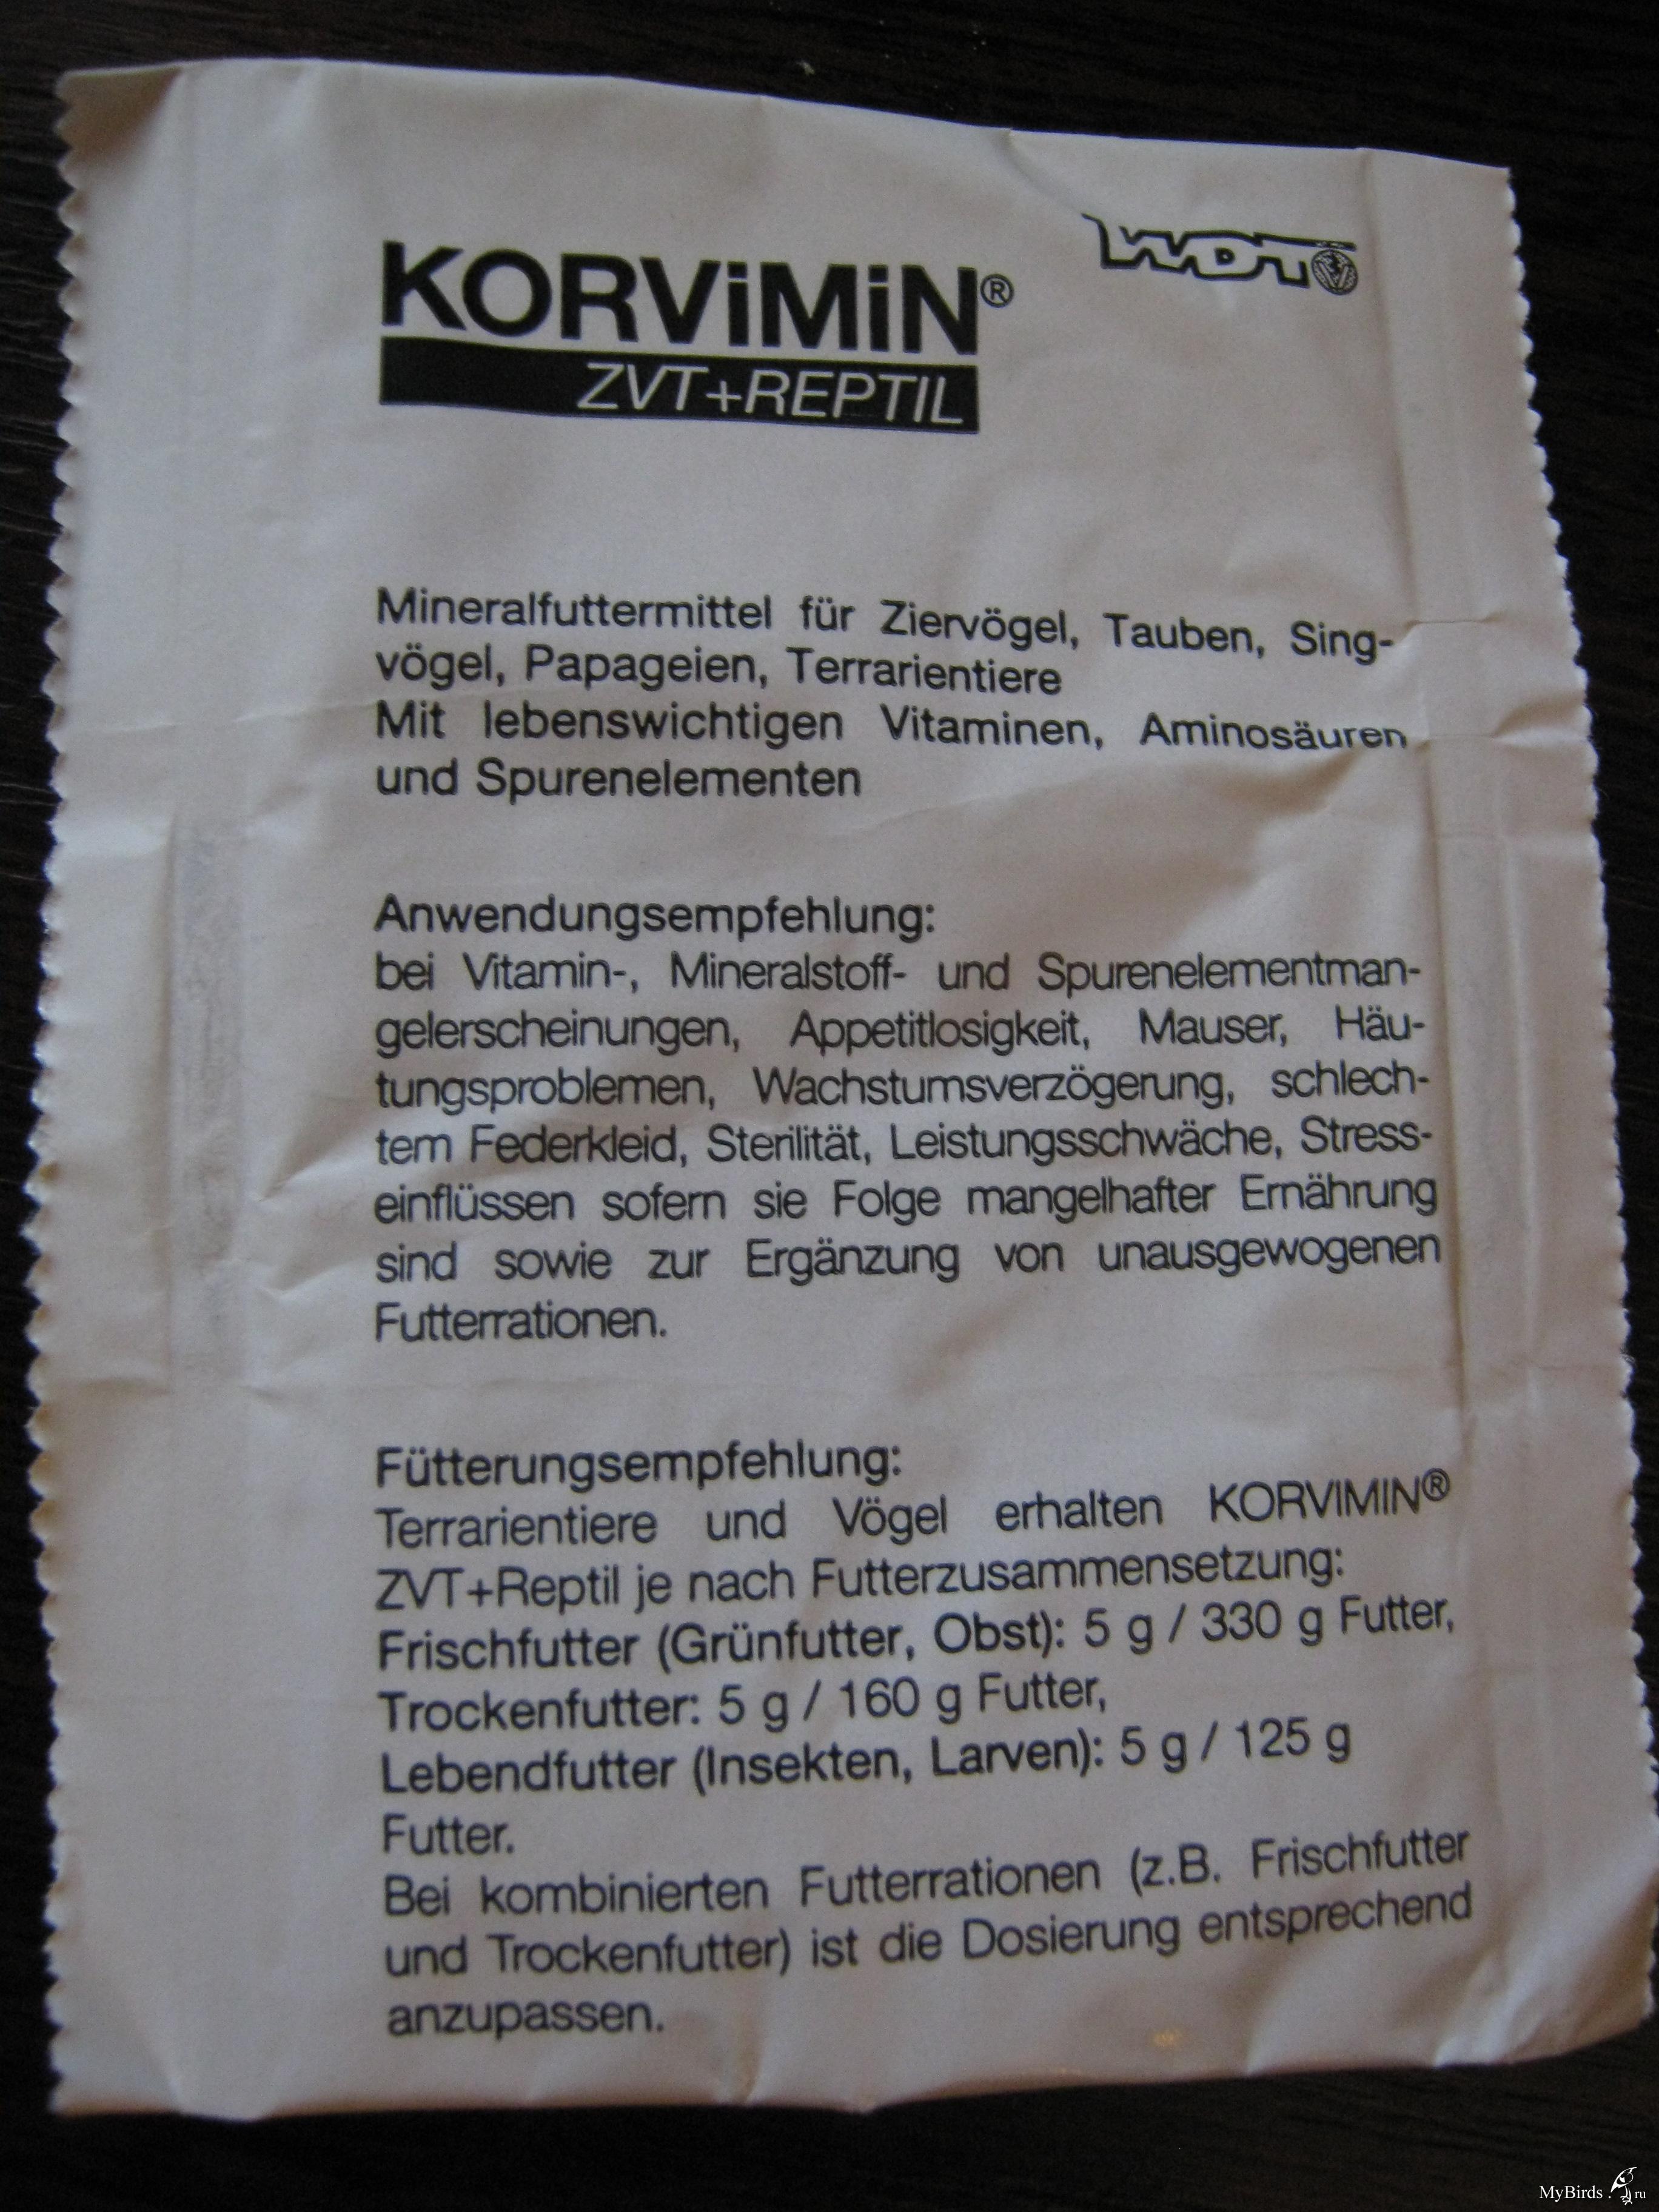 KORViMiN®
WDT
ZVT+REPTIL
Mineralfuttermittel für Ziervögel, Tauben, Sing-
vögel, Papageien, Terrarientiere
Mit lebenswichtigen Vitaminen, Aminosäuren
und Spurenelementen
Anwendungsempfehlung:
bei Vitamin-, Mineralstoff- und Spurenelementman-
gelerscheinungen, Appetitlosigkeit, Mauser, Häu-
tungsproblemen, Wachstumsverzögerung, schlech-
tem Federkleid, Sterilität, Leistungsschwäche, Stress-
einflüssen sofern sie Folge mangelhafter Ernährung
sind sowie zur Ergänzung von unausgewogenen
Futterrationen.
Fütterungsempfehlung:
Terrarientiere und Vögel erhalten KORVIMIN®
ZVT+Reptil je nach Futterzusammensetzung:
Frischfutter (Grünfutter, Obst): 5 g / 330 g Futter,
Trockenfutter: 5 g / 160 g Futter,
Lebendfutter (Insekten, Larven): 5 g / 125 g
Futter.
Bei kombinierten Futterrationen (z.B. Frischfutter
und Trockenfutter) ist die Dosierung entsprechend
anzupassen.
MyBirds.ru